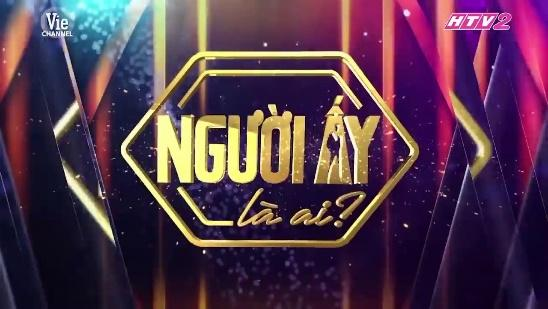 Vie
CHANNEL
HTV2
NGƯỜI ẤY
là ai?